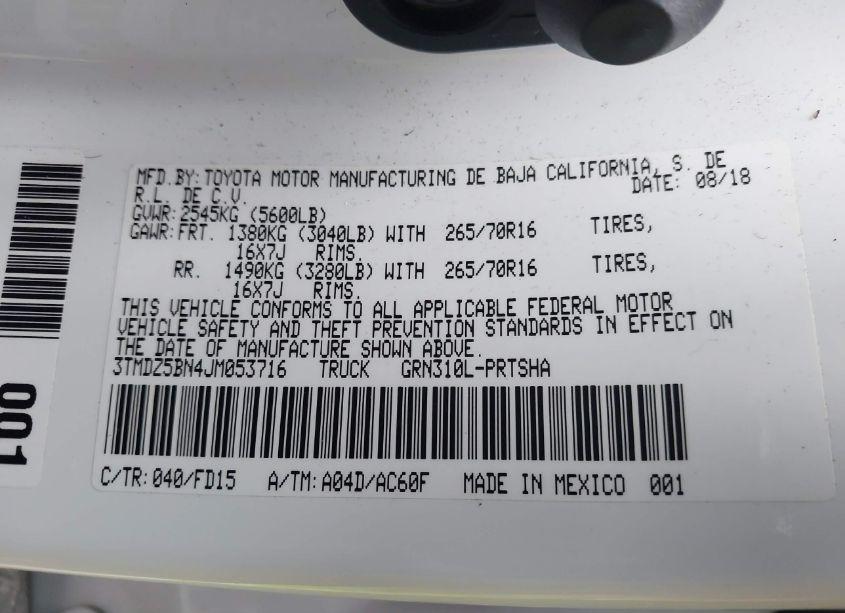 MFD.BY:TOYOTA MOTOR MANUFACTURING DE BAJA CALIFORNIA, S. DE
R.L. DE C.V. DATE: 08/18
GVWR:2545KG (5600LB)
GAWR:FRT. 1380KG (3040LB) WITH 265/70R16 TIRES,
16X7J RIMS.
RR. 1490KG (3280LB) WITH 265/70R16 TIRES,
16X7J RIMS.
THIS VEHICLE CONFORMS TO ALL APPLICABLE FEDERAL MOTOR
VEHICLE SAFETY AND THEFT PREVENTION STANDARDS IN EFFECT ON
THE DATE OF MANUFACTURE SHOWN ABOVE.
3TMDZ5BN4JM053716 TRUCK GRN310L-PRTSHA
C/TR:040/FD15 A/TM:A04D/AC60F MADE IN MEXICO 001
001